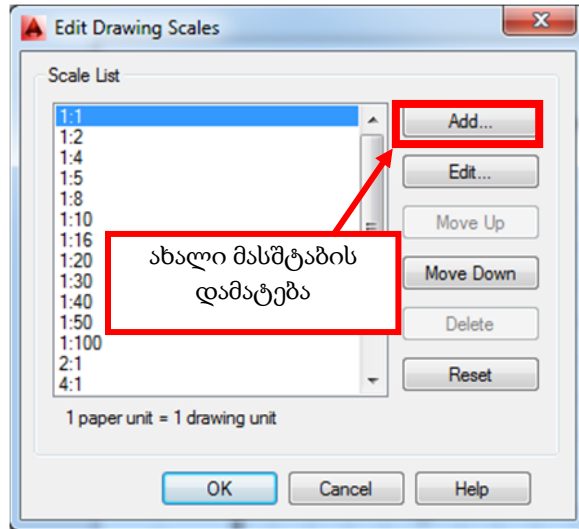 Edit Drawing Scales
Scale List
1:1
1:2
1:4
1:5
1:8
1:10
1:16
1:20
1:30
1:40
1:50
1:100
2:1
4:1
Add...
Edit...
Move Up
Move Down
Delete
Reset
ახალი მასშტაბის
დამატება
1 paper unit = 1 drawing unit
OK
Cancel
Help